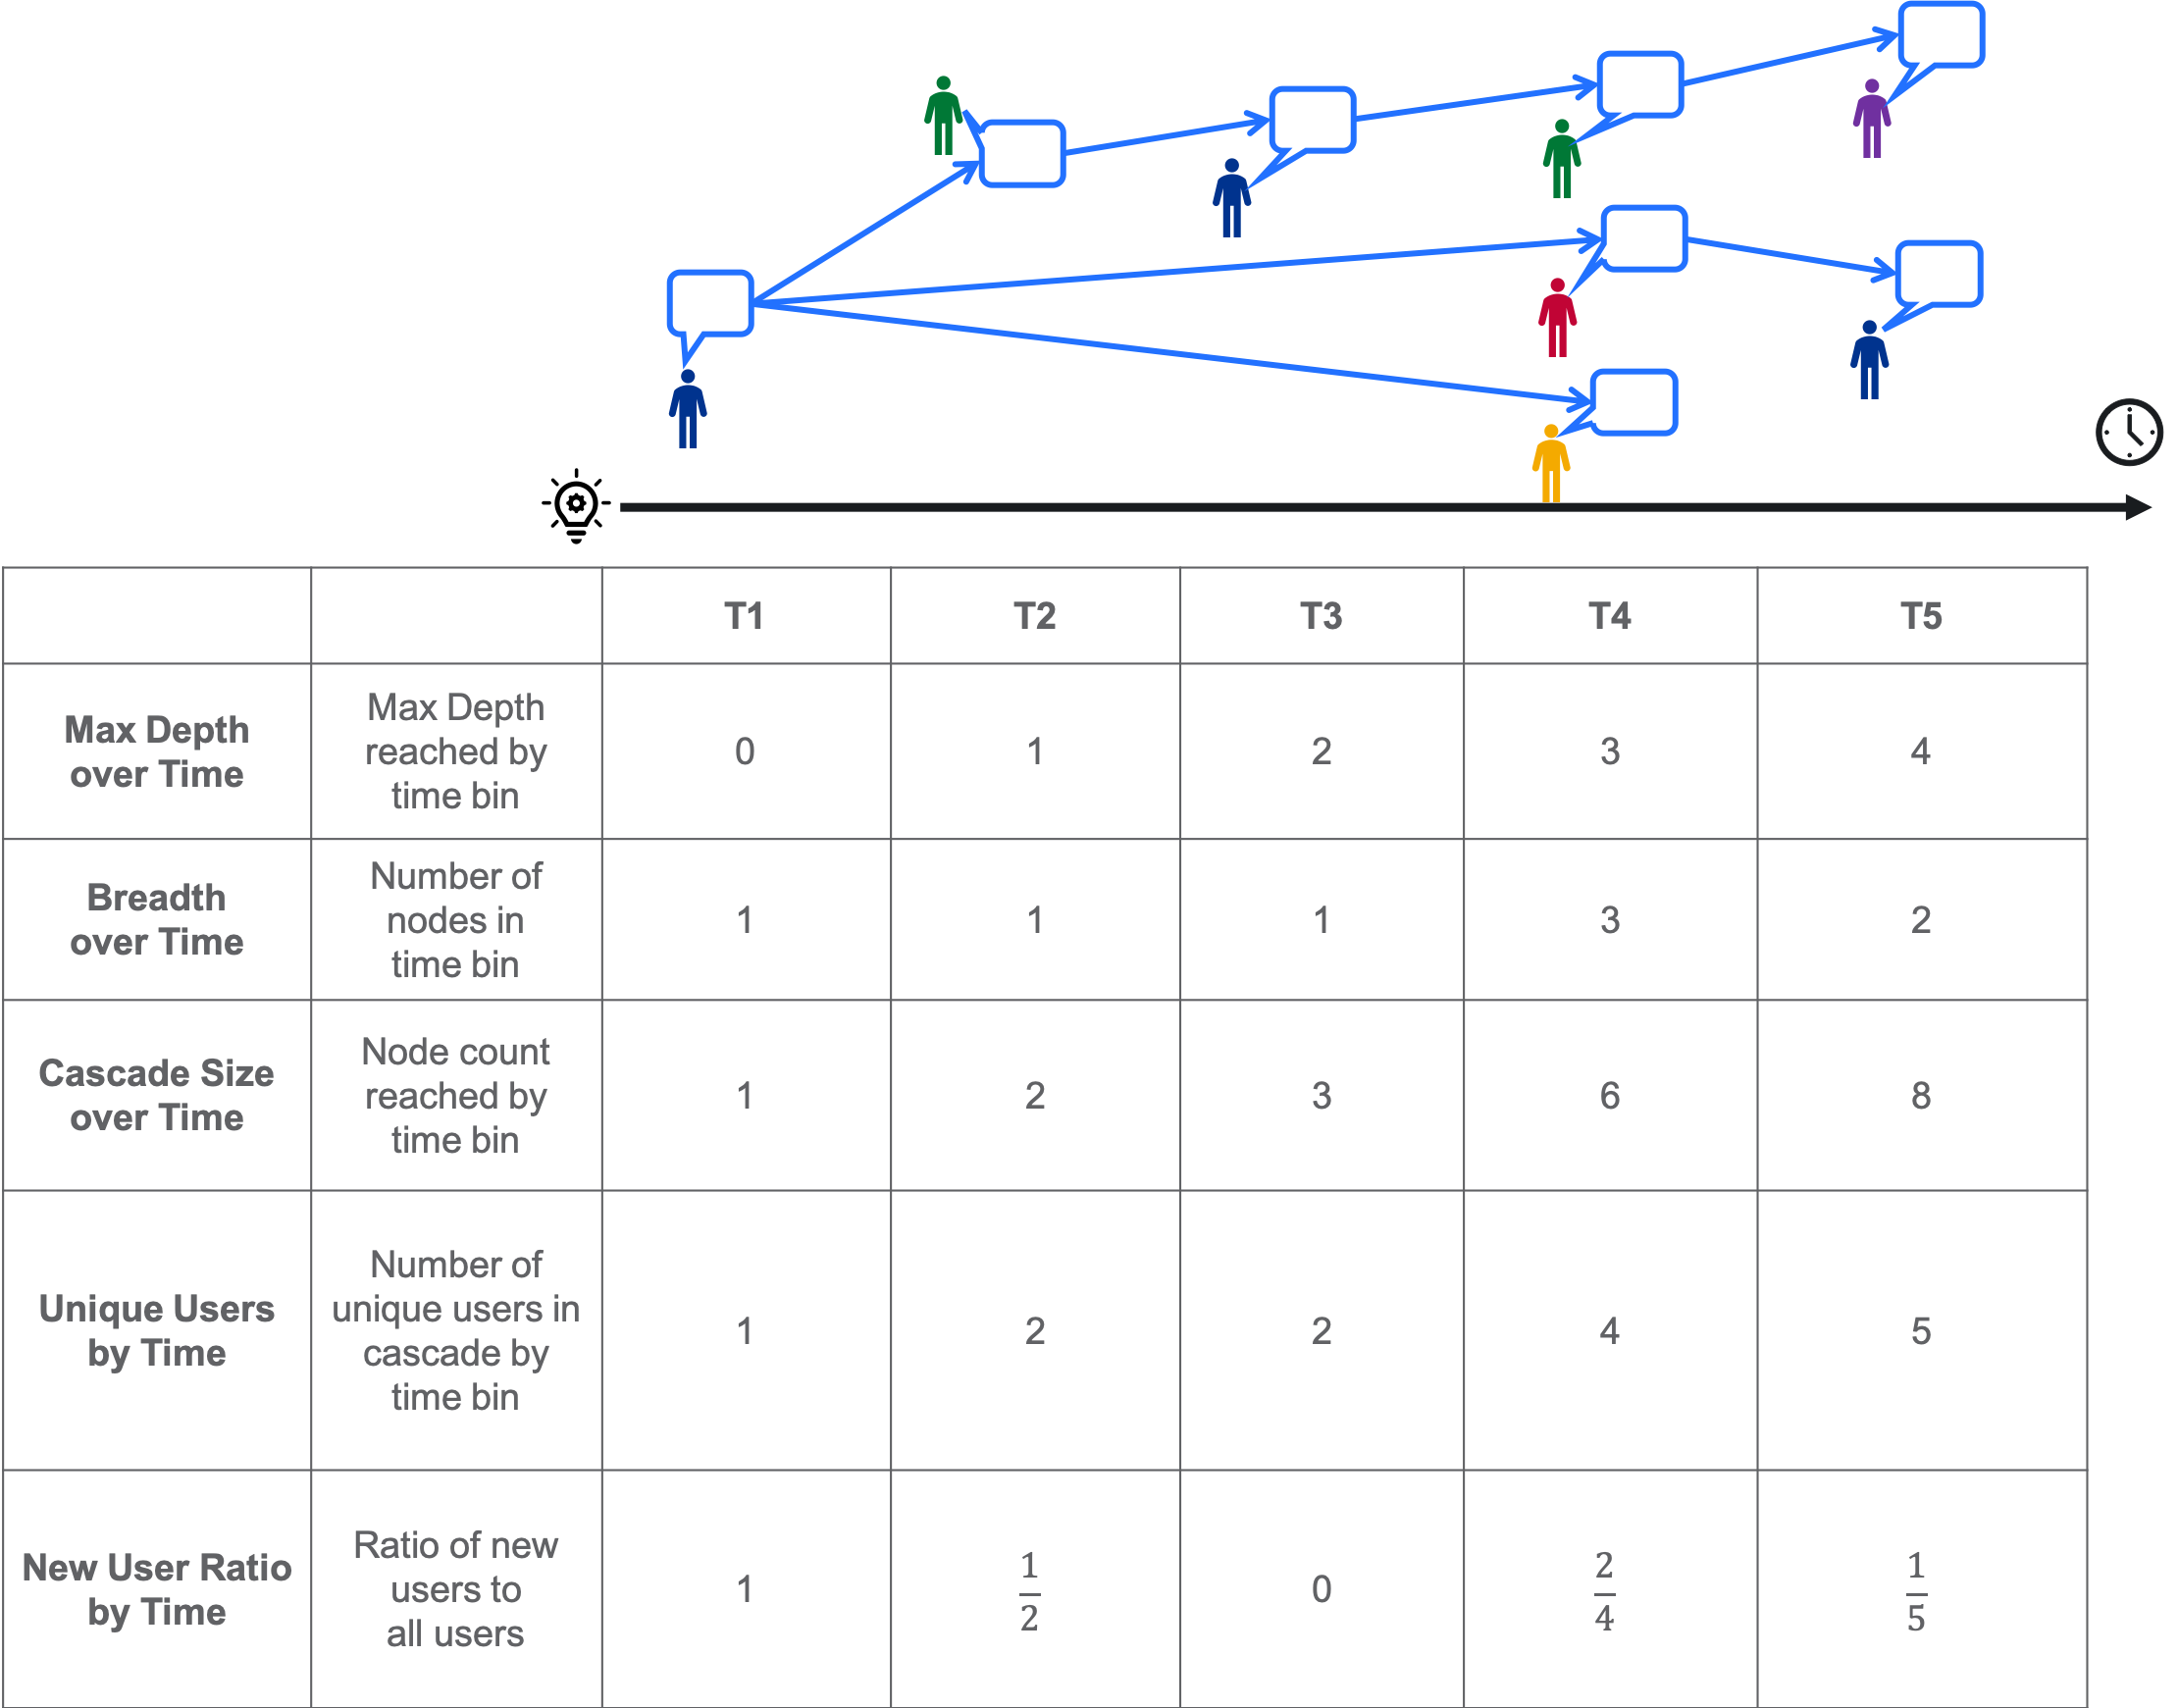 T1 T2 T3 T4 T5
Max Depth
over Time
Max Depth
reached by
time bin
0 1 2 3 4
Breadth
over Time
Number of
nodes in
time bin
1 1 1 3 2
Cascade Size
over Time
Node count
reached by
time bin
1 2 3 6 8
Unique Users
by Time
Number of
unique users in
cascade by
time bin
1 2 2 4 5
New User Ratio
by Time
Ratio of new
users to
all users
1 1/2 0 2/4 1/5